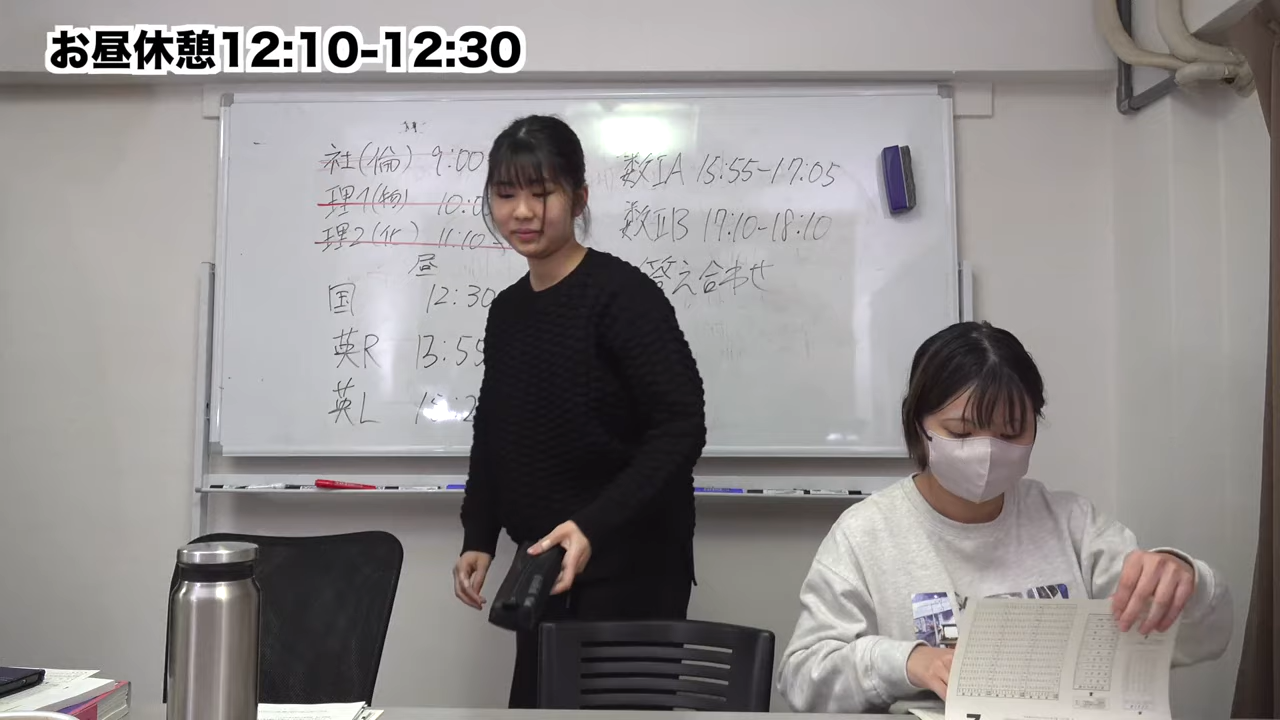 お昼休憩12:10-12:30
社(倫) 9:00
理1(物) 10:0
理2(化) 11:10-
昼
国 12:30
英R 13:55
英L 15:2
数IA 15:55-17:05
数ⅡB 17:10-18:10
答え合わせ